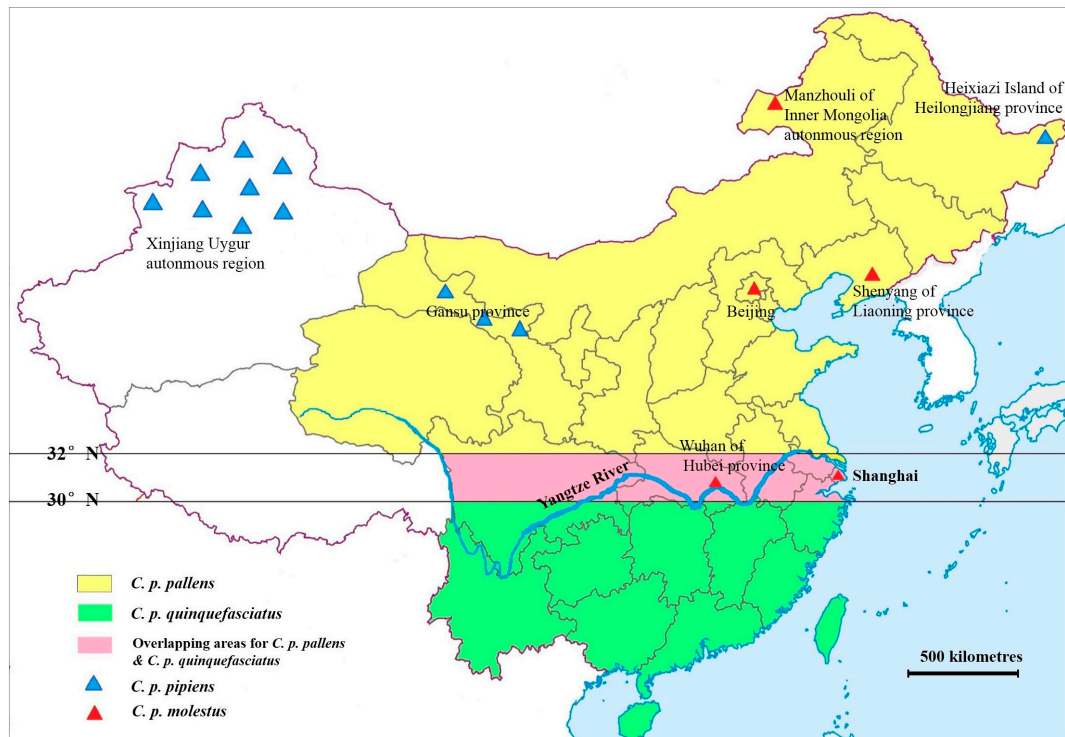 Heixiazi Island of
Heilongjiang province
Manzhouli of
Inner Mongolia
autonmous region
Xinjiang Uygur
autonmous region
Gansu province
Beijing
Shenyang of
Liaoning province
32° N
Wuhan of
Hubei province
Yangtze River
Shanghai
30° N
C. p. pallens
C. p. quinquefasciatus
Overlapping areas for C. p. pallens
& C. p. quinquefasciatus
C. p. pipiens
C. p. molestus
500 kilometres